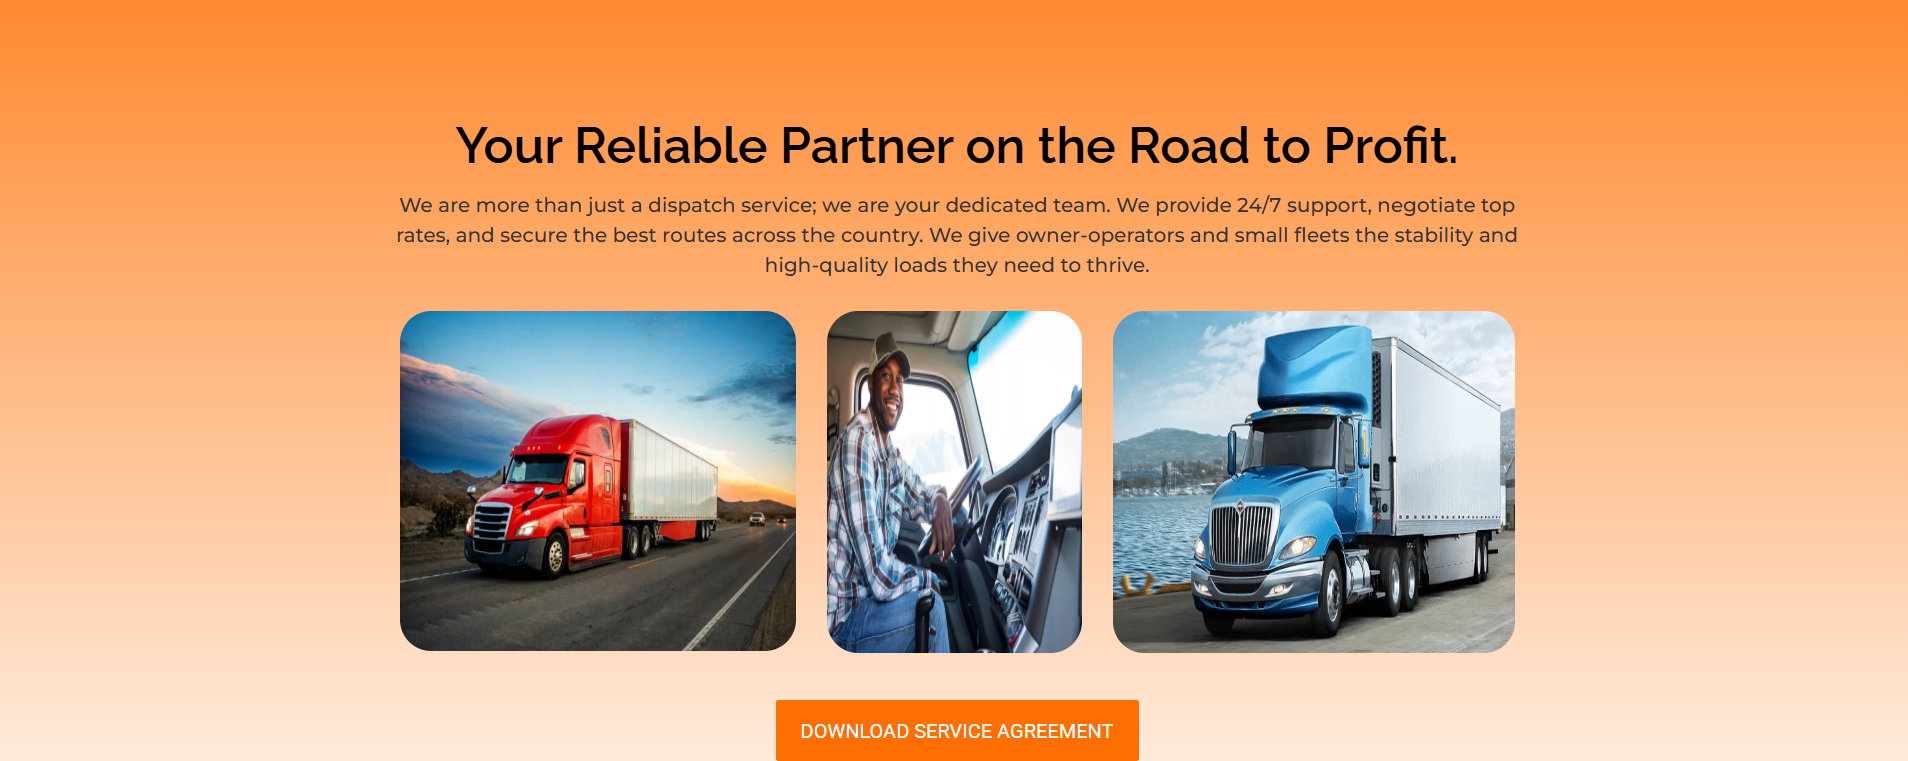 Your Reliable Partner on the Road to Profit.
We are more than just a dispatch service; we are your dedicated team. We provide 24/7 support, negotiate top
rates, and secure the best routes across the country. We give owner-operators and small fleets the stability and
high-quality loads they need to thrive.
DOWNLOAD SERVICE AGREEMENT